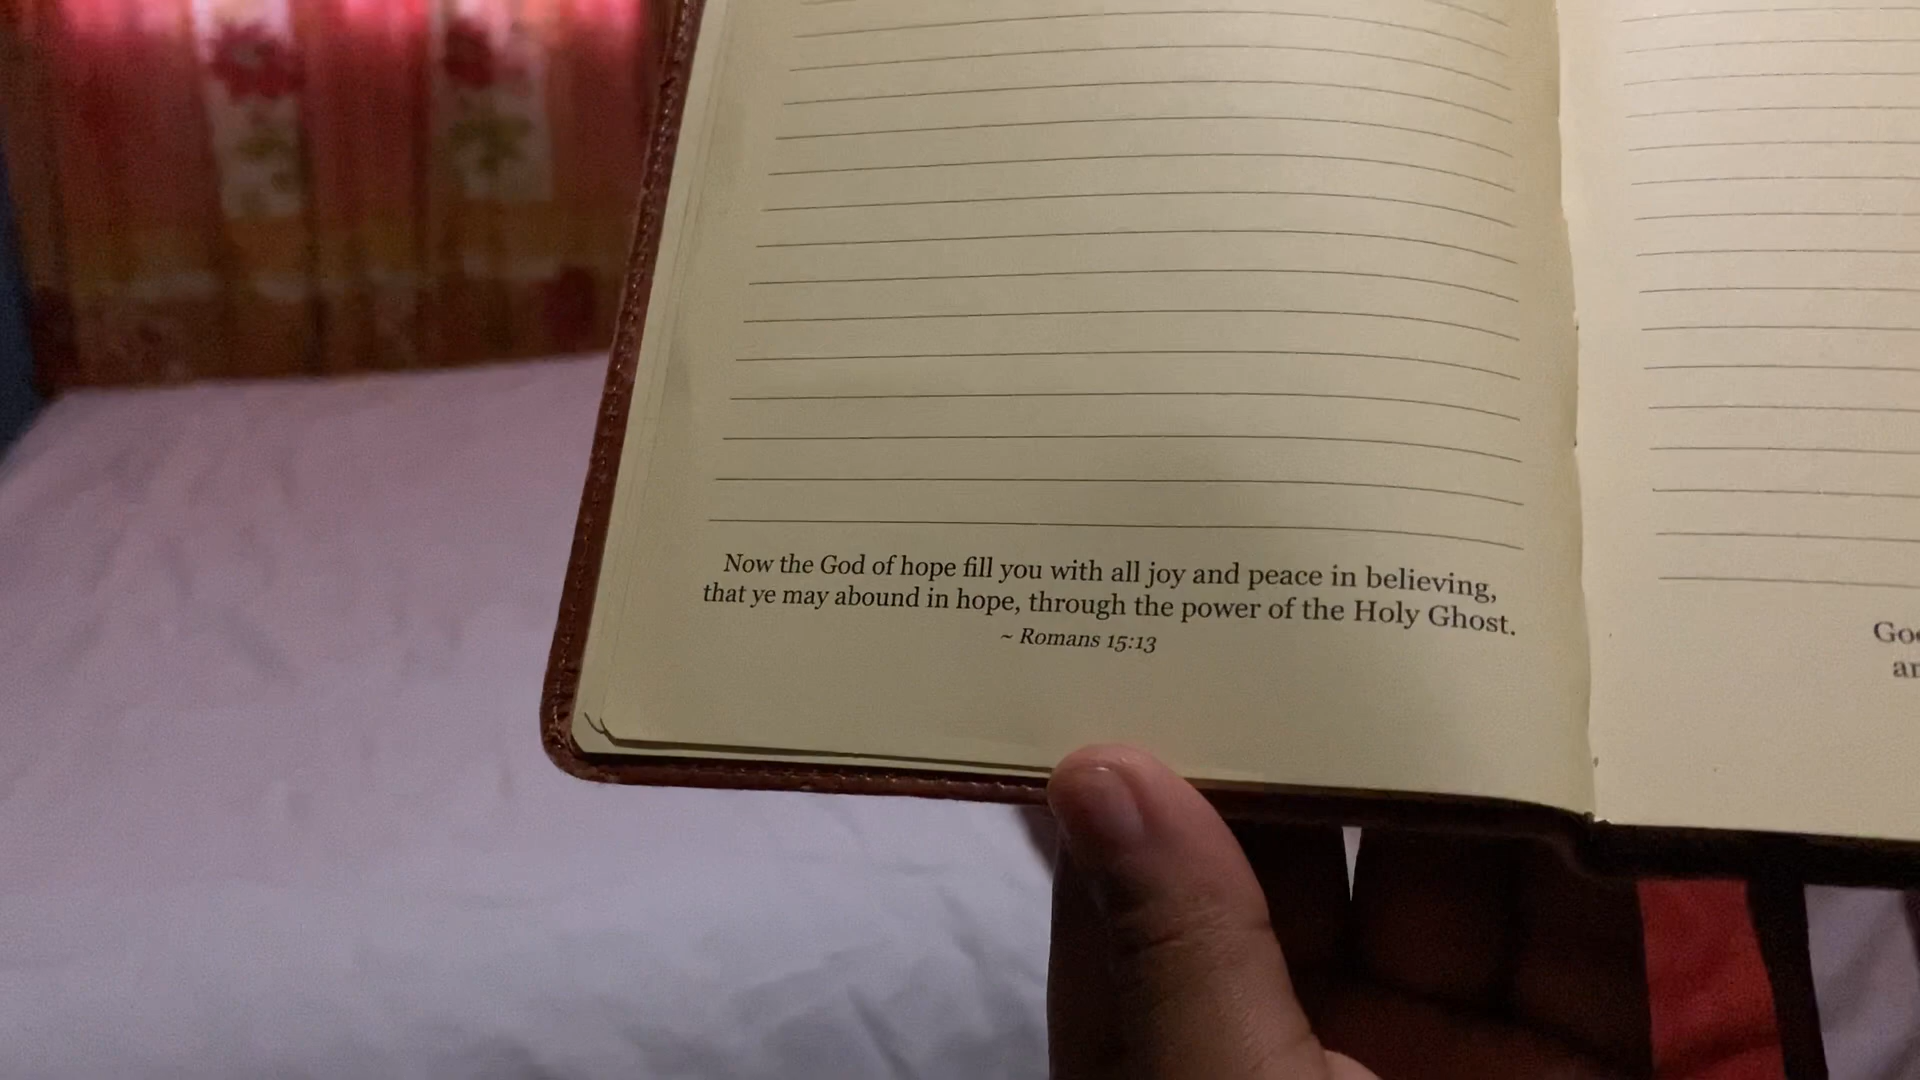 Now the God of hope fill you with all joy and peace in believing,
that ye may abound in hope, through the power of the Holy Ghost.
~ Romans 15:13